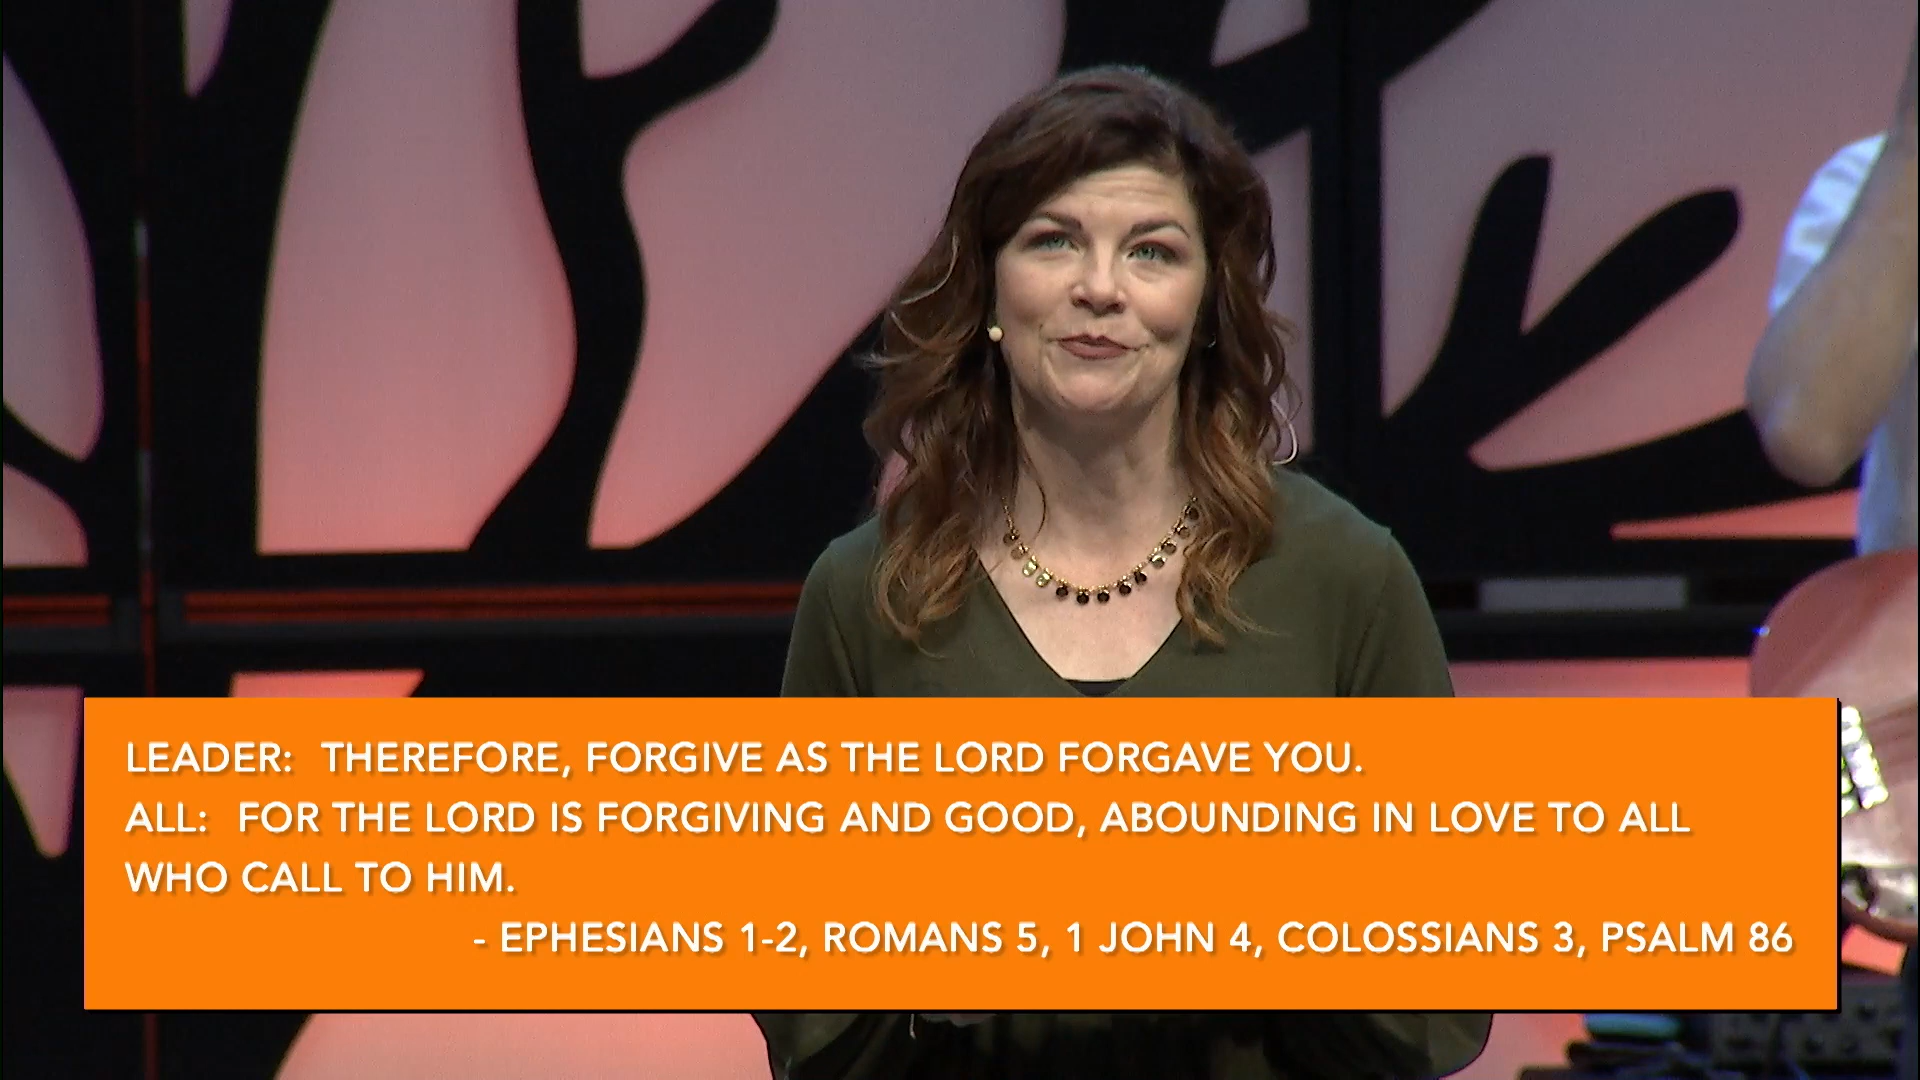 LEADER: THEREFORE, FORGIVE AS THE LORD FORGAVE YOU.
ALL: FOR THE LORD IS FORGIVING AND GOOD, ABOUNDING IN LOVE TO ALL
WHO CALL TO HIM.
- EPHESIANS 1-2, ROMANS 5, 1 JOHN 4, COLOSSIANS 3, PSALM 86